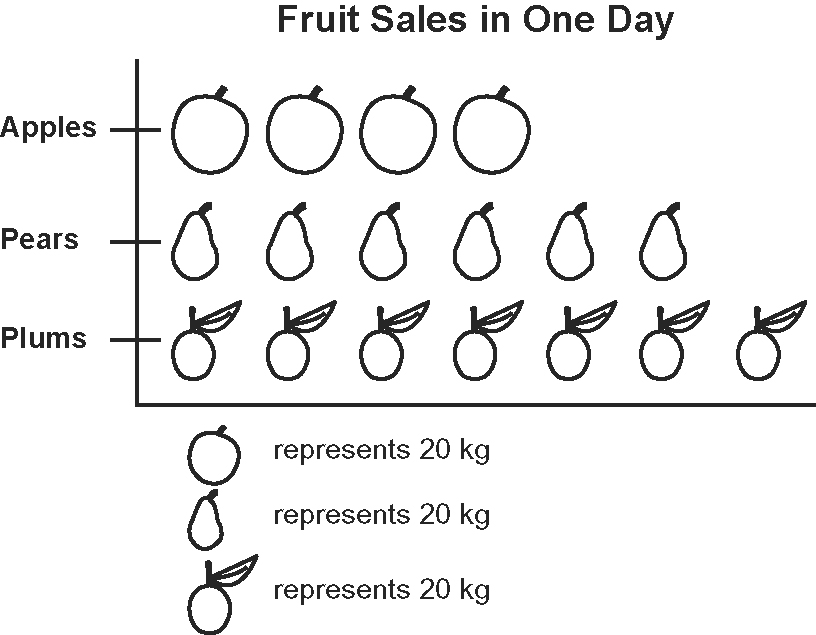 Fruit Sales in One Day
Apples
Pears
Plums
represents 20 kg
represents 20 kg
represents 20 kg